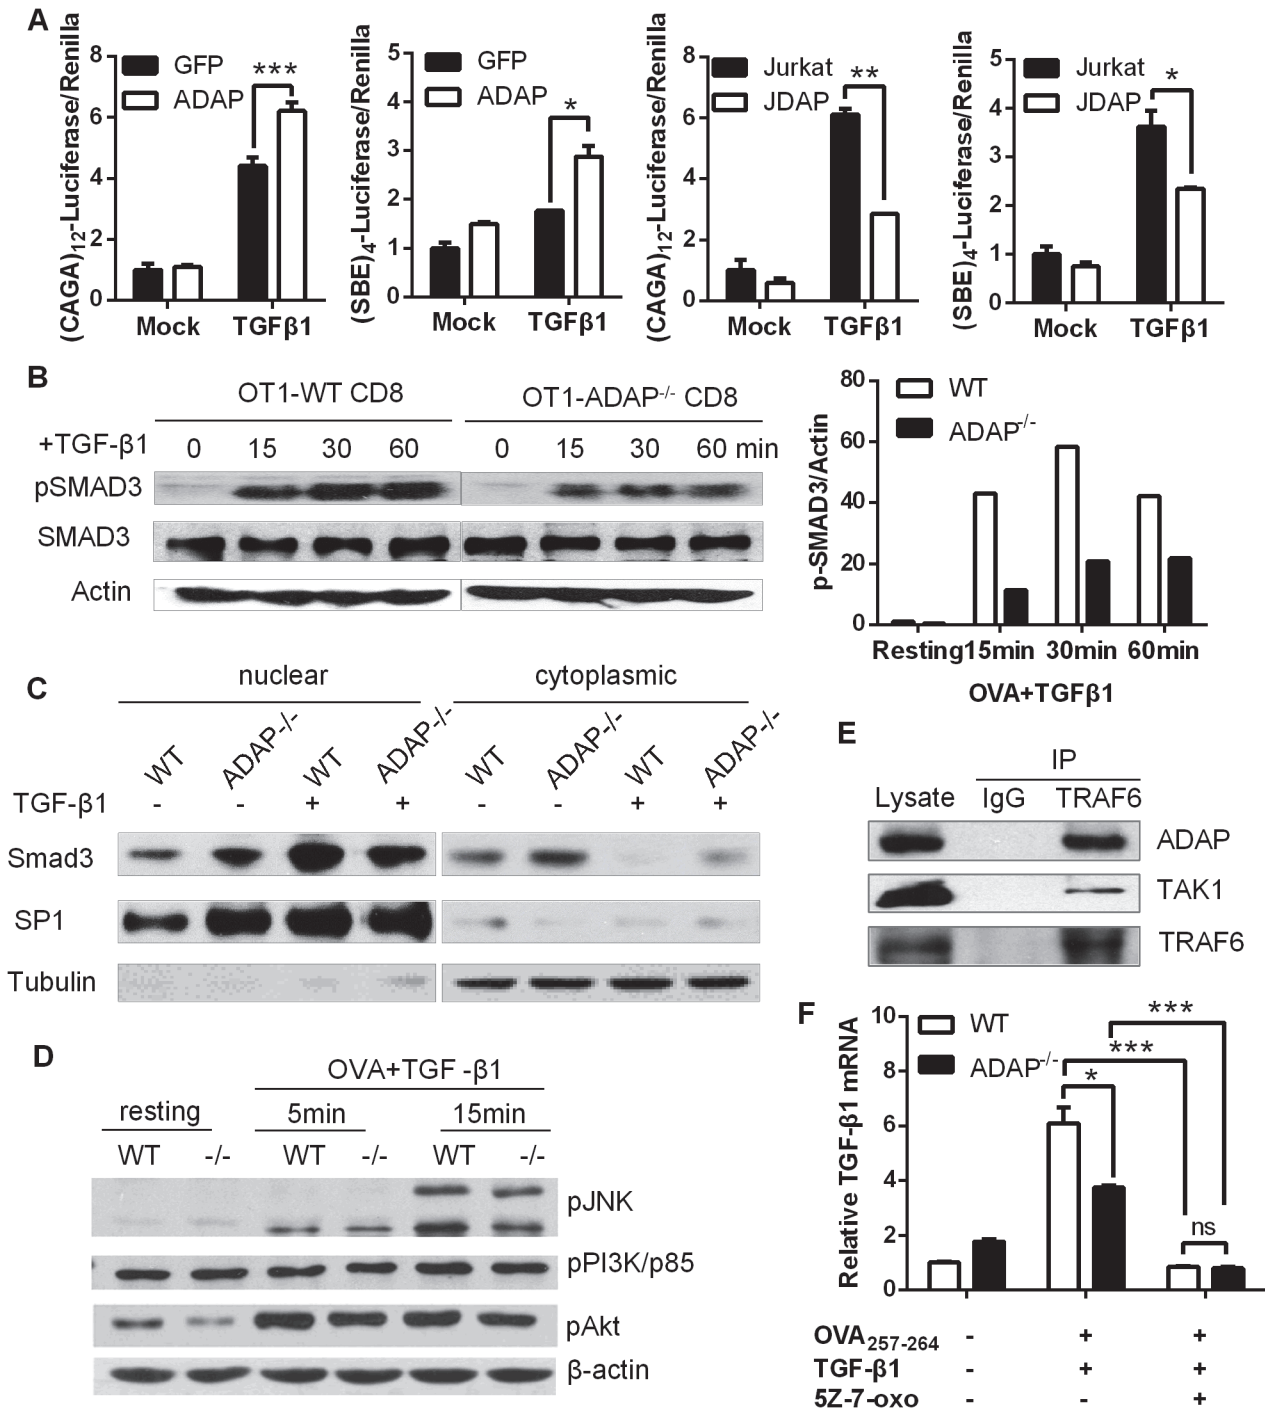 A
(CAGA)12-Luciferase/Renilla
8
6
4
2
0
GFP
ADAP
***
Mock TGFβ1
(SBE)4-Luciferase/Renilla
5
4
3
2
1
0
GFP
ADAP
*
Mock TGFβ1
(CAGA)12-Luciferase/Renilla
8
6
4
2
0
Jurkat
JDAP
**
Mock TGFβ1
(SBE)4-Luciferase/Renilla
5
4
3
2
1
0
Jurkat
JDAP
*
Mock TGFβ1
B
OT1-WT CD8 OT1-ADAP-/- CD8
+TGF-β1 0 15 30 60 0 15 30 60 min
pSMAD3
SMAD3
Actin
p-SMAD3/Actin
80
60
40
20
0
WT
ADAP-/-
Resting 15min 30min 60min
OVA+TGFβ1
C
nuclear cytoplasmic
WT ADAP-/- WT ADAP-/- WT ADAP-/- WT ADAP-/-
TGF-β1 - - + + - - + +
Smad3
SP1
Tubulin
D
OVA+TGF -β1
resting 5min 15min
WT -/- WT -/- WT -/-
pJNK
pPI3K/p85
pAkt
β-actin
E
IP
Lysate IgG TRAF6
ADAP
TAK1
TRAF6
F
Relative TGF-β1 mRNA
10
8
6
4
2
0
WT
ADAP-/-
***
***
*
ns
OVA257-264 - + +
TGF-β1 - + +
5Z-7-oxo - - +